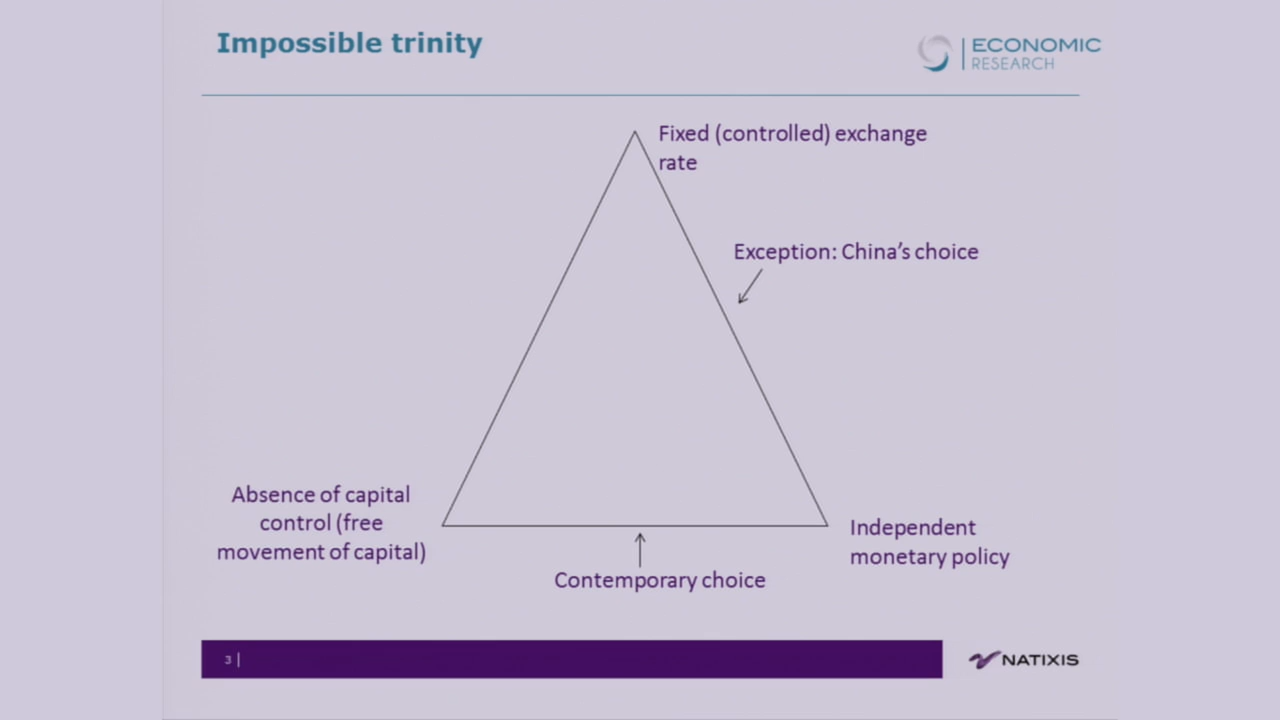 Impossible trinity
ECONOMIC
RESEARCH
Fixed (controlled) exchange
rate
Exception: China's choice
Absence of capital
control (free
movement of capital)
Independent
monetary policy
Contemporary choice
3 |
NATIXIS